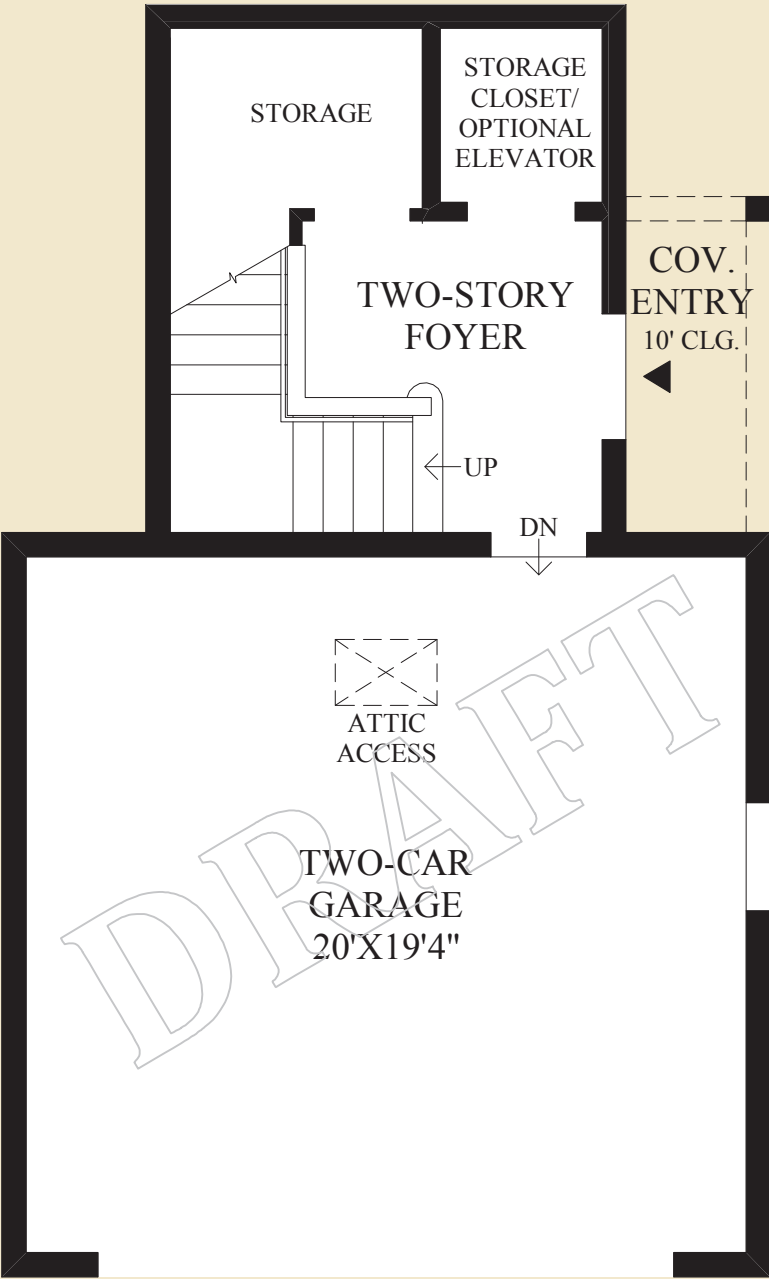 STORAGE
STORAGE
CLOSET/
OPTIONAL
ELEVATOR
TWO-STORY
FOYER
COV.
ENTRY
10' CLG.
UP
DN
ATTIC
ACCESS
TWO-CAR
GARAGE
20'X19'4"
DRAFT